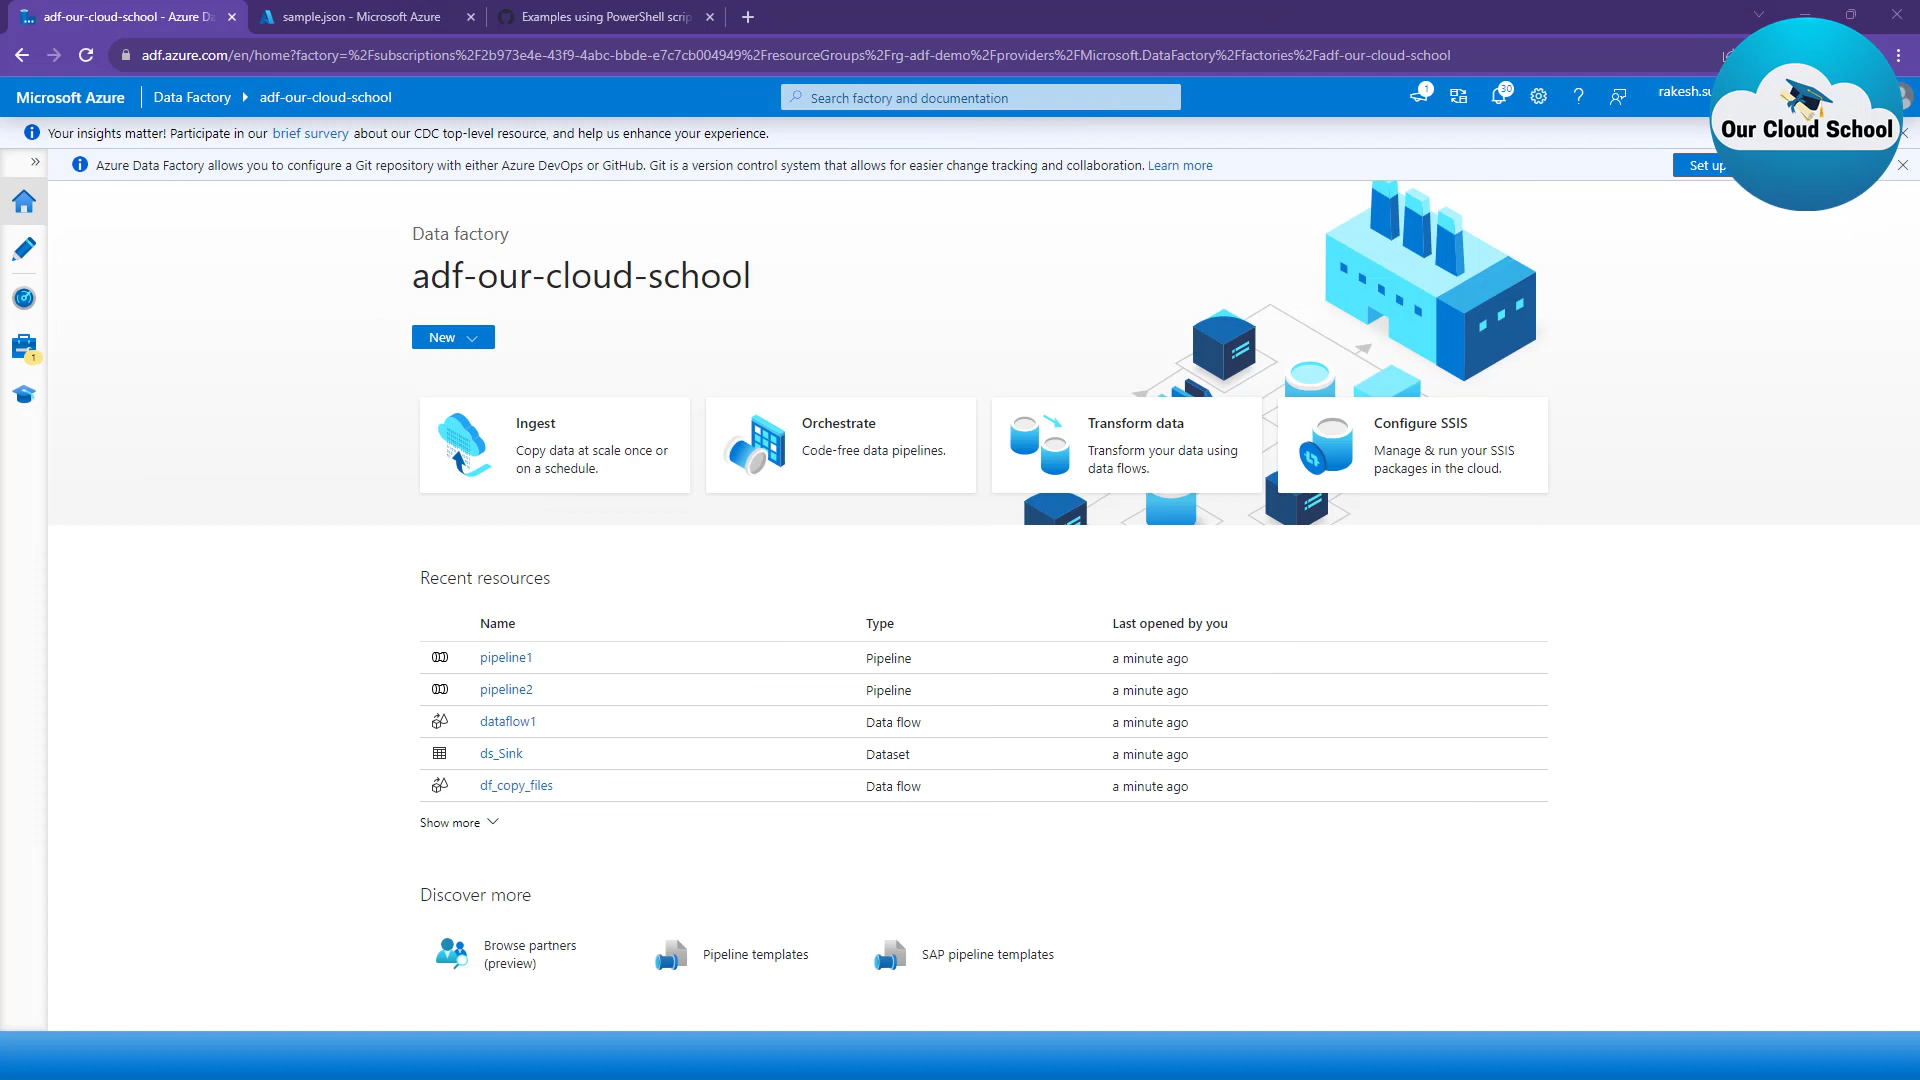 adf-our-cloud-school - Azure Da
sample.json - Microsoft Azure
Examples using PowerShell scrip
adf.azure.com/en/home?factory=%2Fsubscriptions%2F2b973e4e-43f9-4abc-bbde-e7c7cb004949%2FresourceGroups%2Frg-adf-demo%2Fproviders%2FMicrosoft.DataFactory%2Ffactories%2Fadf-our-cloud-school
Microsoft Azure
Data Factory
adf-our-cloud-school
Search factory and documentation
1
30
rakesh.su
Our Cloud School
Your insights matter! Participate in our brief survey about our CDC top-level resource, and help us enhance your experience.
Azure Data Factory allows you to configure a Git repository with either Azure DevOps or GitHub. Git is a version control system that allows for easier change tracking and collaboration. Learn more
Set up
1
Data factory
adf-our-cloud-school
New
Ingest
Copy data at scale once or
on a schedule.
Orchestrate
Code-free data pipelines.
Transform data
Transform your data using
data flows.
Configure SSIS
Manage & run your SSIS
packages in the cloud.
Recent resources
Name Type Last opened by you
pipeline1 Pipeline a minute ago
pipeline2 Pipeline a minute ago
dataflow1 Data flow a minute ago
ds_Sink Dataset a minute ago
df_copy_files Data flow a minute ago
Show more
Discover more
Browse partners
(preview)
Pipeline templates
SAP pipeline templates